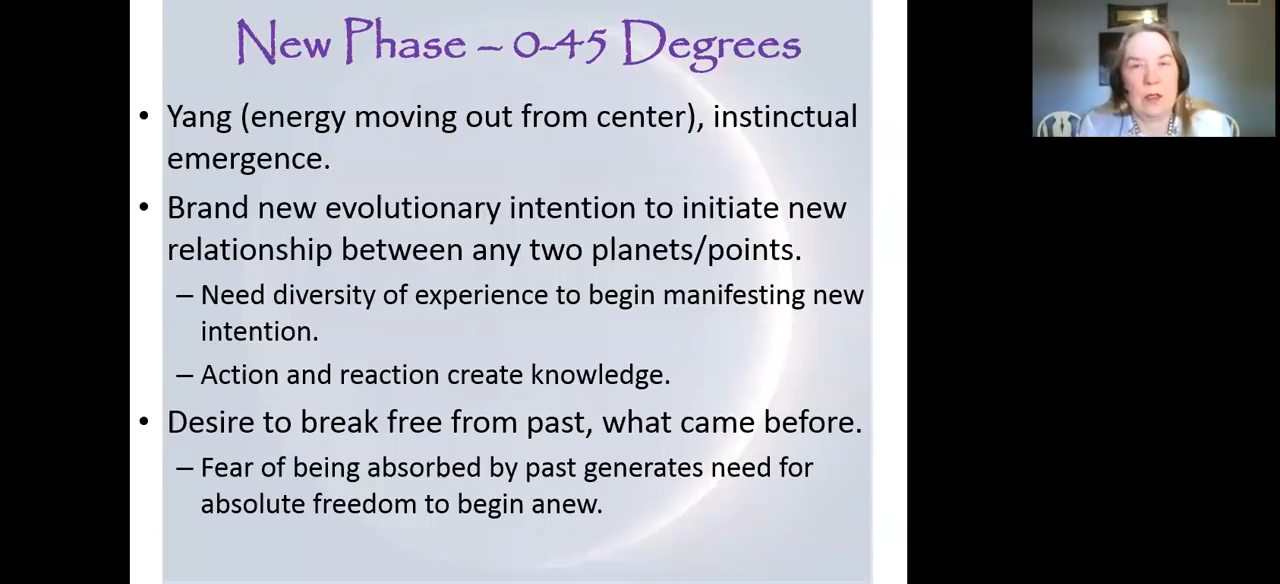 New Phase – 0-45 Degrees
• Yang (energy moving out from center), instinctual
emergence.
• Brand new evolutionary intention to initiate new
relationship between any two planets/points.
– Need diversity of experience to begin manifesting new
intention.
– Action and reaction create knowledge.
• Desire to break free from past, what came before.
– Fear of being absorbed by past generates need for
absolute freedom to begin anew.